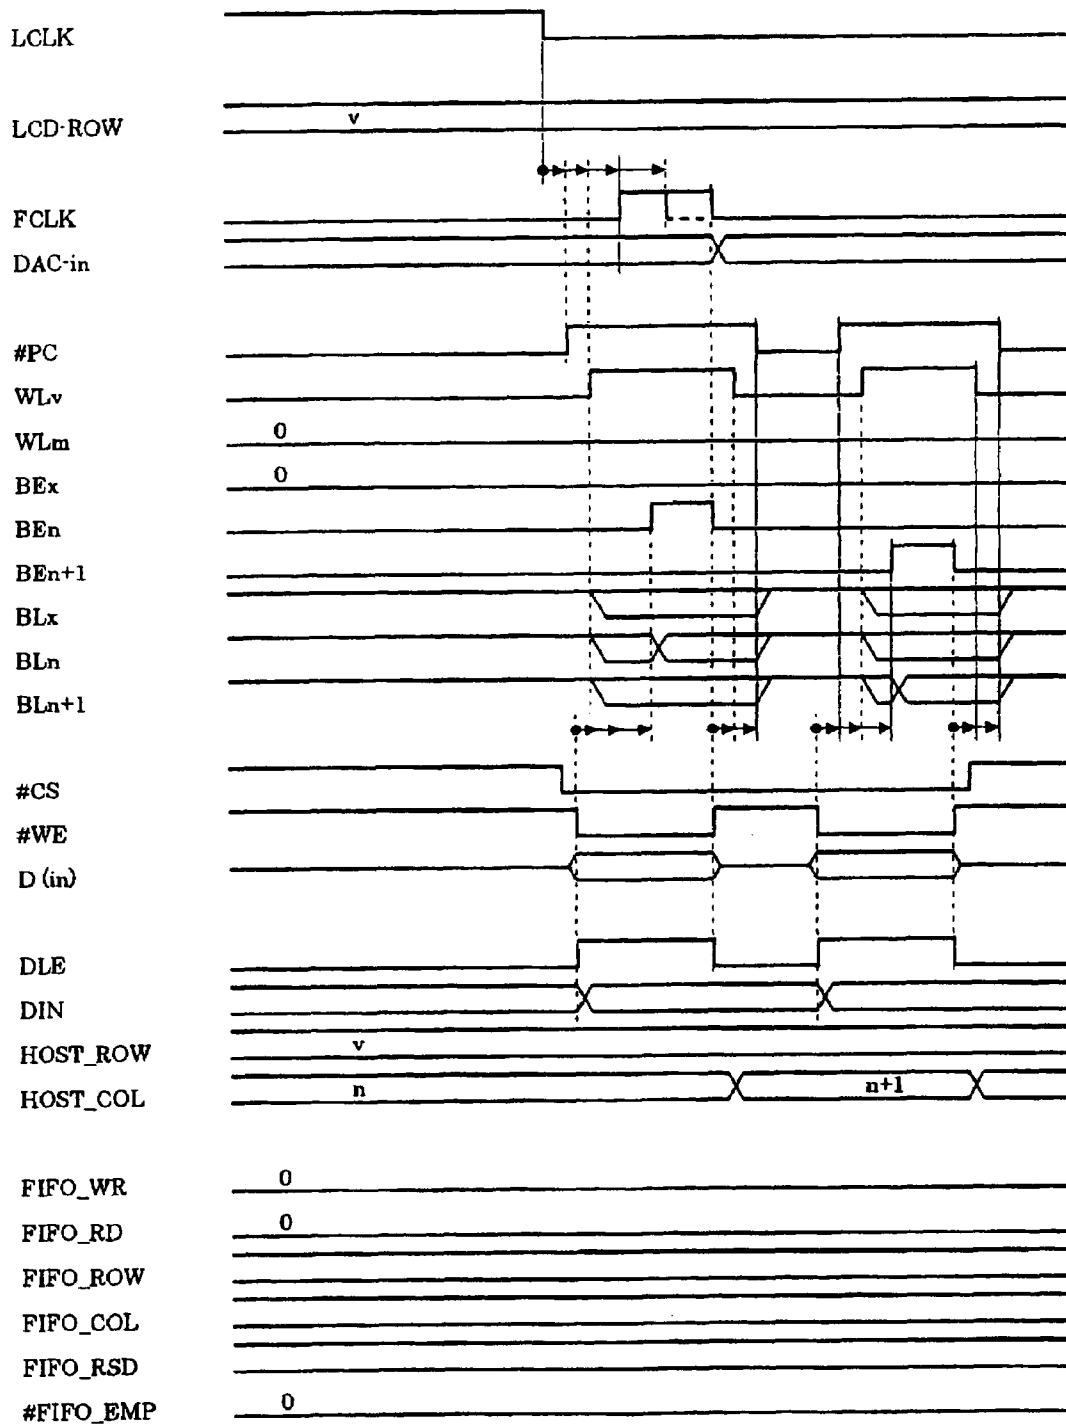 LCLK
LCD-ROW
v
FCLK
DAC-in
#PC
WLv
WLm
0
BEx
0
BEn
BEn+1
BLx
BLn
BLn+1
#CS
#WE
D (in)
DLE
DIN
HOST_ROW
v
HOST_COL
n
n+1
FIFO_WR
0
FIFO_RD
0
FIFO_ROW
FIFO_COL
FIFO_RSD
#FIFO_EMP
0